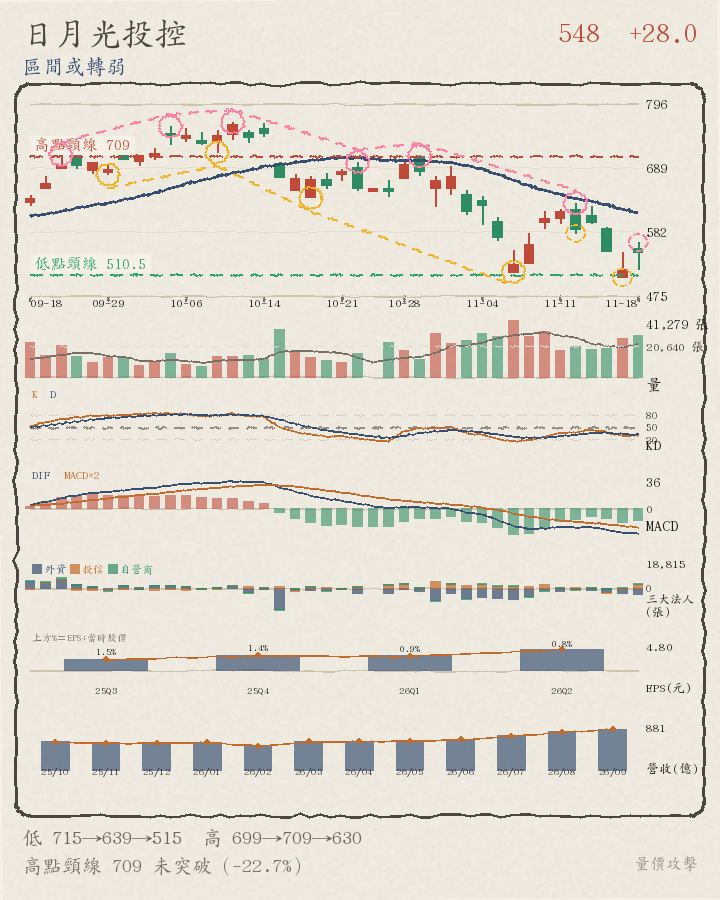 日月光投控
548 +28.0
區間或轉弱
796
高點頸線 709
689
582
低點頸線 510.5
475
09-18 09-29 10-06 10-14 10-21 10-28 11-04 11-11 11-18
41,279 張
20,640 張
量
K D
80
50
20
KD
DIF MACD×2
36
0
MACD
外資 投信 自營商
18,815
0
三大法人
(張)
上方%=EPS÷當時股價
1.5% 1.4% 0.9% 0.8%
4.80
25Q3 25Q4 26Q1 26Q2
EPS(元)
881
25/10 25/11 25/12 26/01 26/02 26/03 26/04 26/05 26/06 26/07 26/08 26/09
營收(億)
低 715→639→515 高 699→709→630
高點頸線 709 未突破 (-22.7%)
量價攻擊